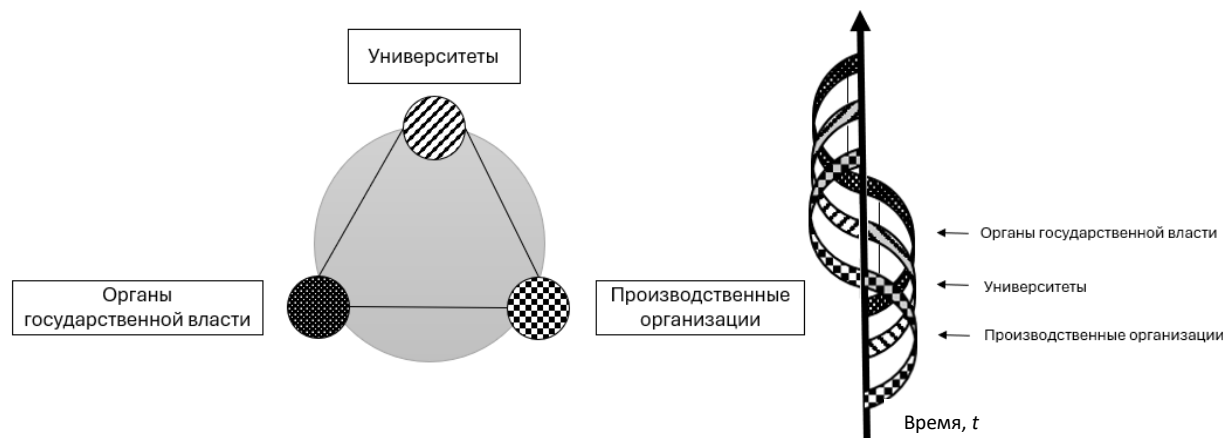 Университеты
Органы
государственной власти
Производственные
организации
Органы государственной власти
Университеты
Производственные организации
Время, t